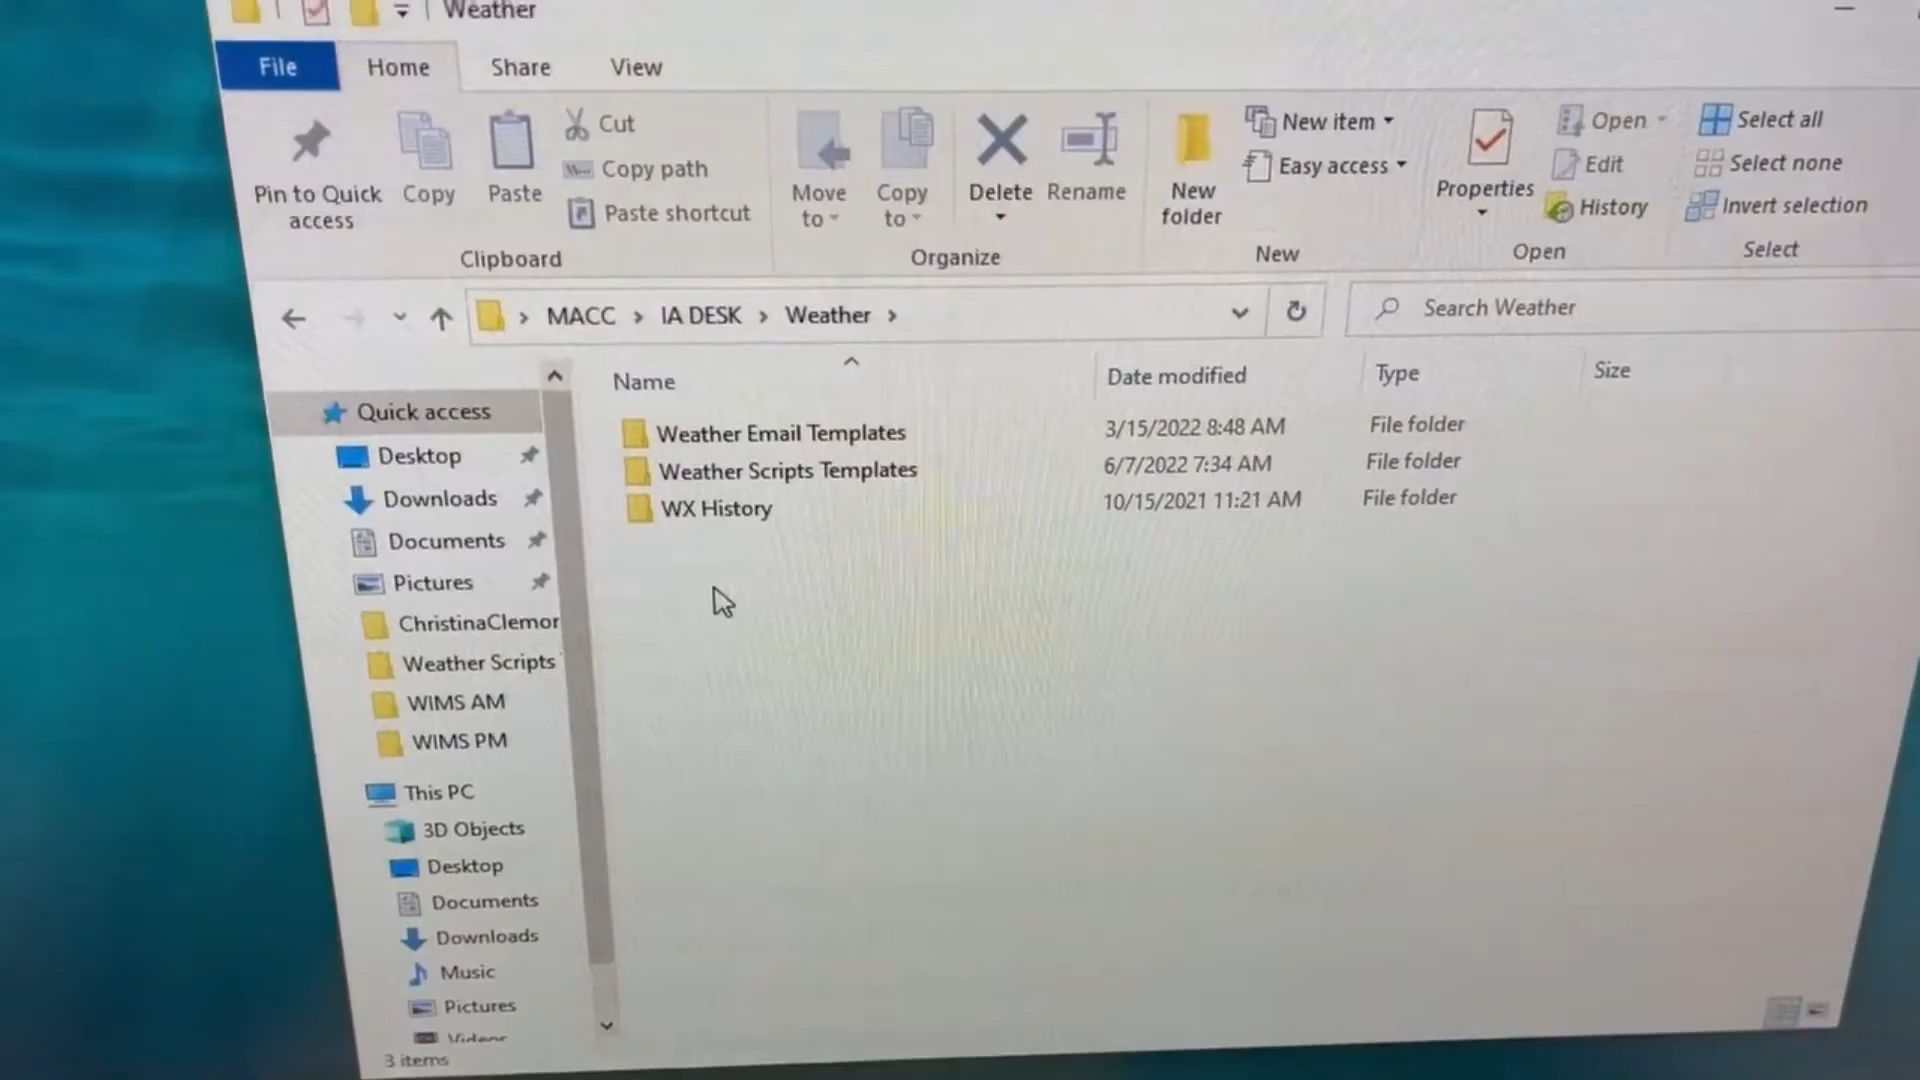 Weather
File Home Share View
Pin to Quick access
Copy
Paste
Cut
Copy path
Paste shortcut
Clipboard
Move to
Copy to
Delete
Rename
Organize
New folder
New item
Easy access
New
Properties
Open
Edit
History
Open
Select all
Select none
Invert selection
Select
MACC > IA DESK > Weather >
Search Weather
Name Date modified Type Size
Weather Email Templates 3/15/2022 8:48 AM File folder
Weather Scripts Templates 6/7/2022 7:34 AM File folder
WX History 10/15/2021 11:21 AM File folder
Quick access
Desktop
Downloads
Documents
Pictures
ChristinaClemor
Weather Scripts
WIMS AM
WIMS PM
This PC
3D Objects
Desktop
Documents
Downloads
Music
Pictures
Videos
3 items